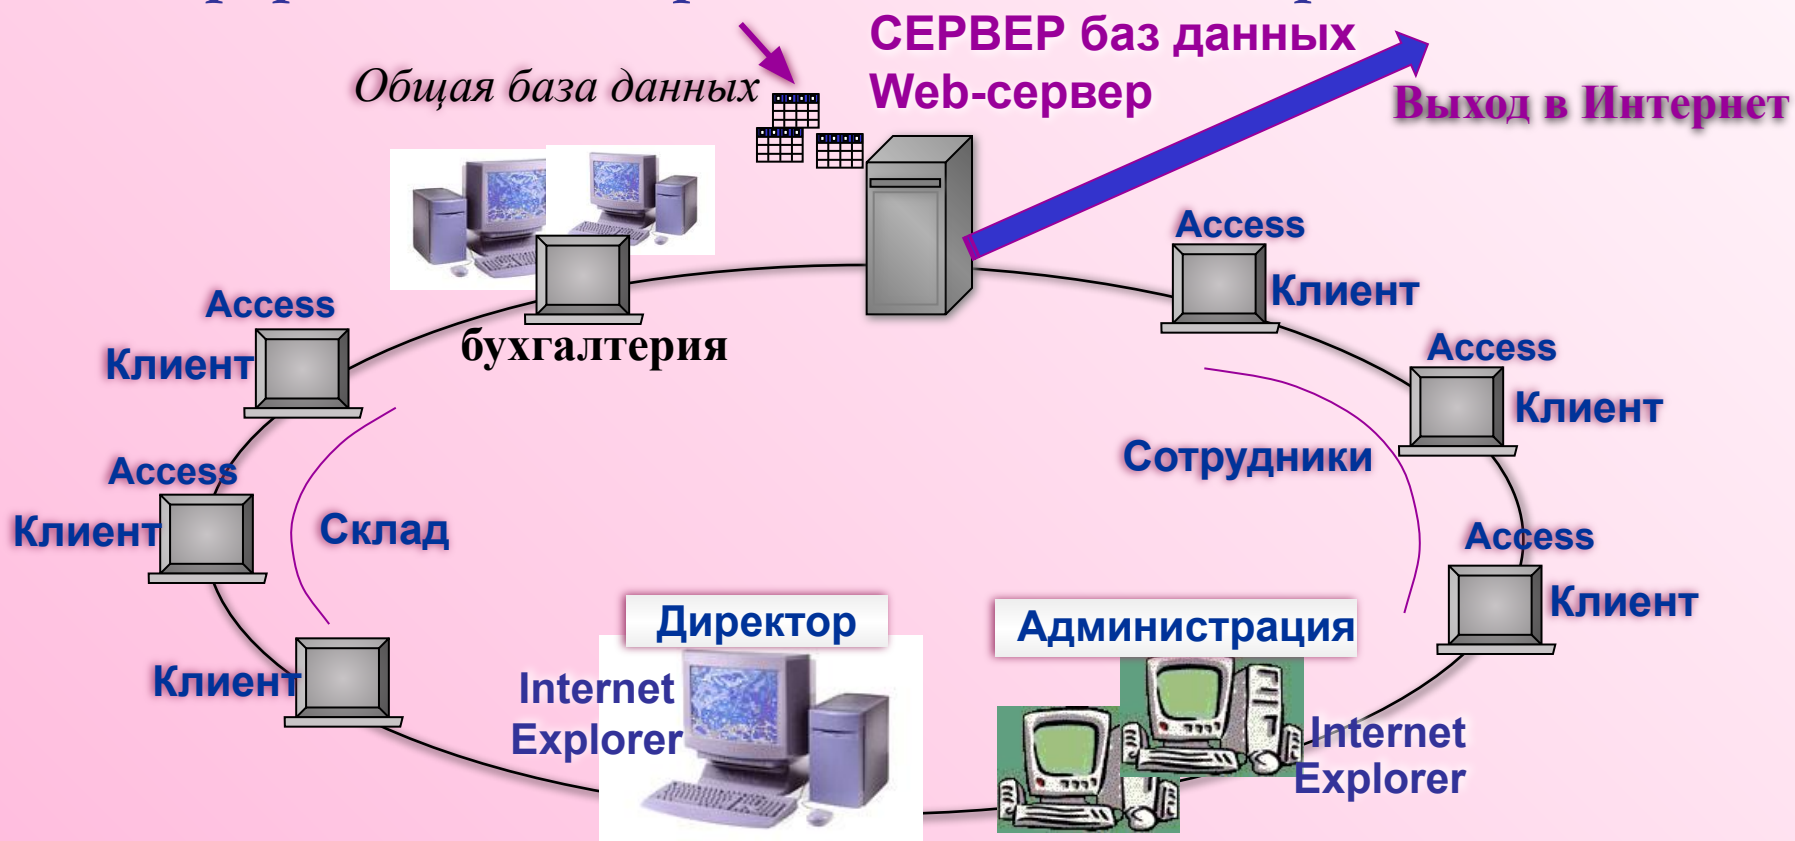 СЕРВЕР баз данных
Web-сервер
Общая база данных
Выход в Интернет
Access
Клиент
Access
Клиент
бухгалтерия
Access
Клиент
Access
Клиент
Сотрудники
Склад
Access
Клиент
Клиент
Директор
Internet
Explorer
Администрация
Internet
Explorer
Клиент